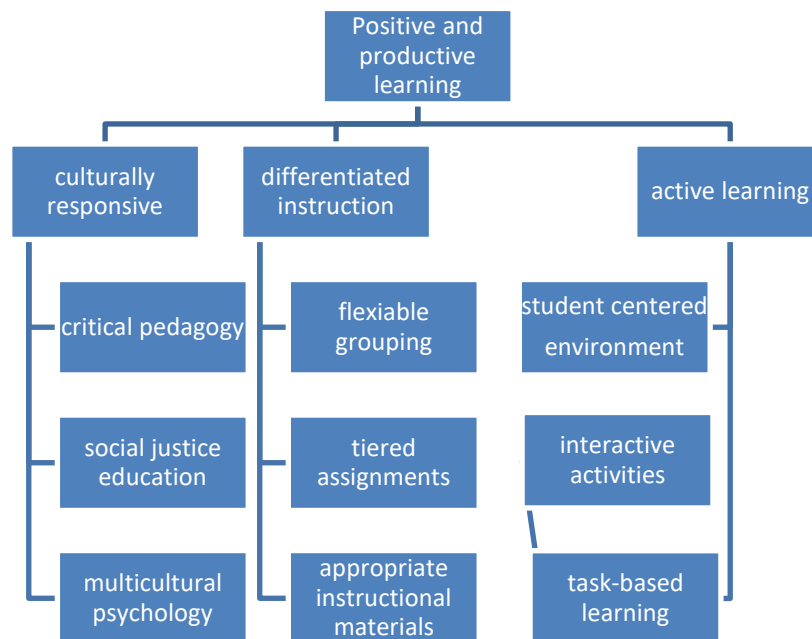 Positive and
productive
learning
culturally
responsive
differentiated
instruction
active learning
critical pedagogy
flexiable
grouping
student centered
environment
social justice
education
tiered
assignments
interactive
activities
multicultural
psychology
appropriate
instructional
materials
task-based
learning